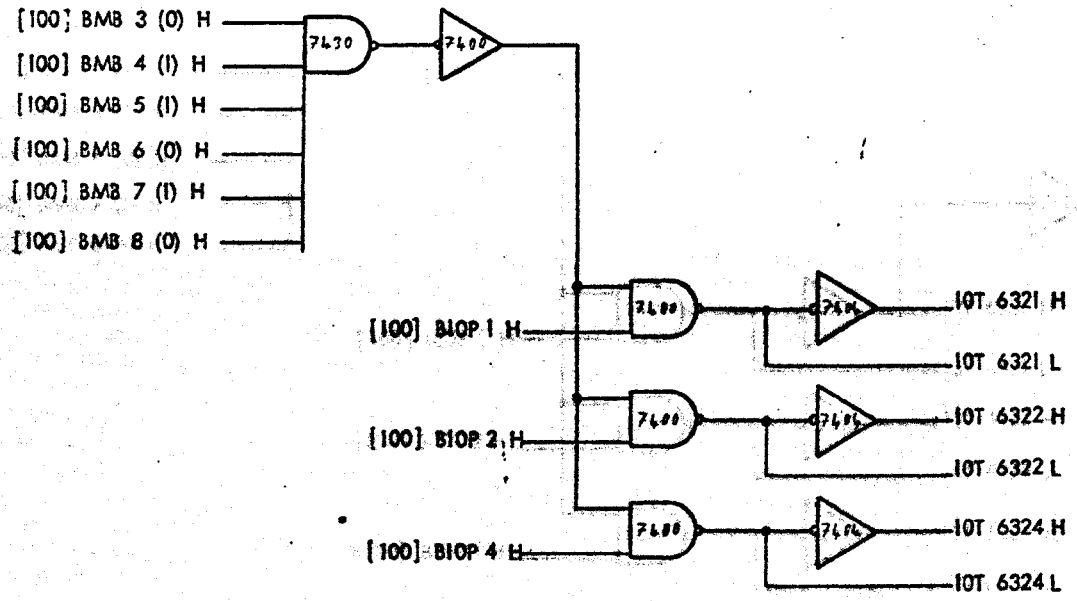 [100] BMB 3 (0) H
[100] BMB 4 (1) H
[100] BMB 5 (1) H
[100] BMB 6 (0) H
[100] BMB 7 (1) H
[100] BMB 8 (0) H
7430
7400
[100] BIOP 1 H
7400
7404
IOT 6321 H
IOT 6321 L
[100] BIOP 2 H
7400
7404
IOT 6322 H
IOT 6322 L
[100] BIOP 4 H
7400
7404
IOT 6324 H
IOT 6324 L